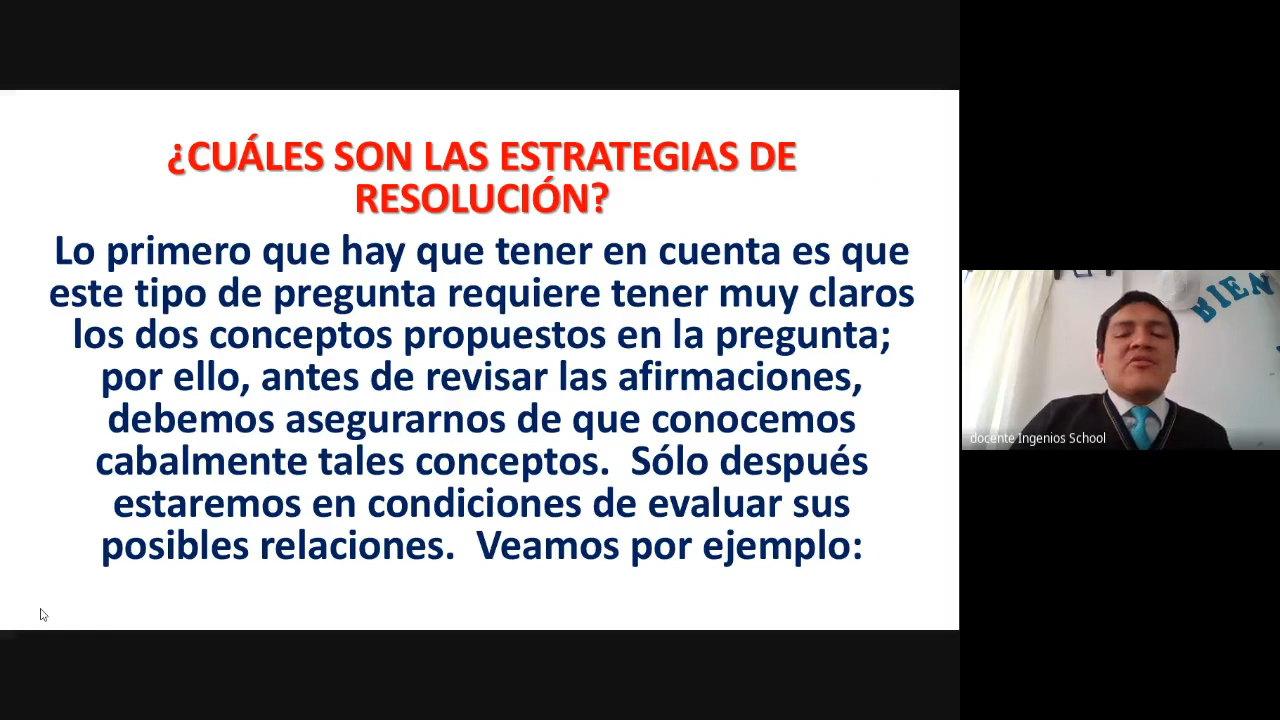 ¿CUÁLES SON LAS ESTRATEGIAS DE
RESOLUCIÓN?
Lo primero que hay que tener en cuenta es que
este tipo de pregunta requiere tener muy claros
los dos conceptos propuestos en la pregunta;
por ello, antes de revisar las afirmaciones,
debemos asegurarnos de que conocemos
cabalmente tales conceptos.  Sólo después
estaremos en condiciones de evaluar sus
posibles relaciones.  Veamos por ejemplo:
BIEN
docente Ingenios School